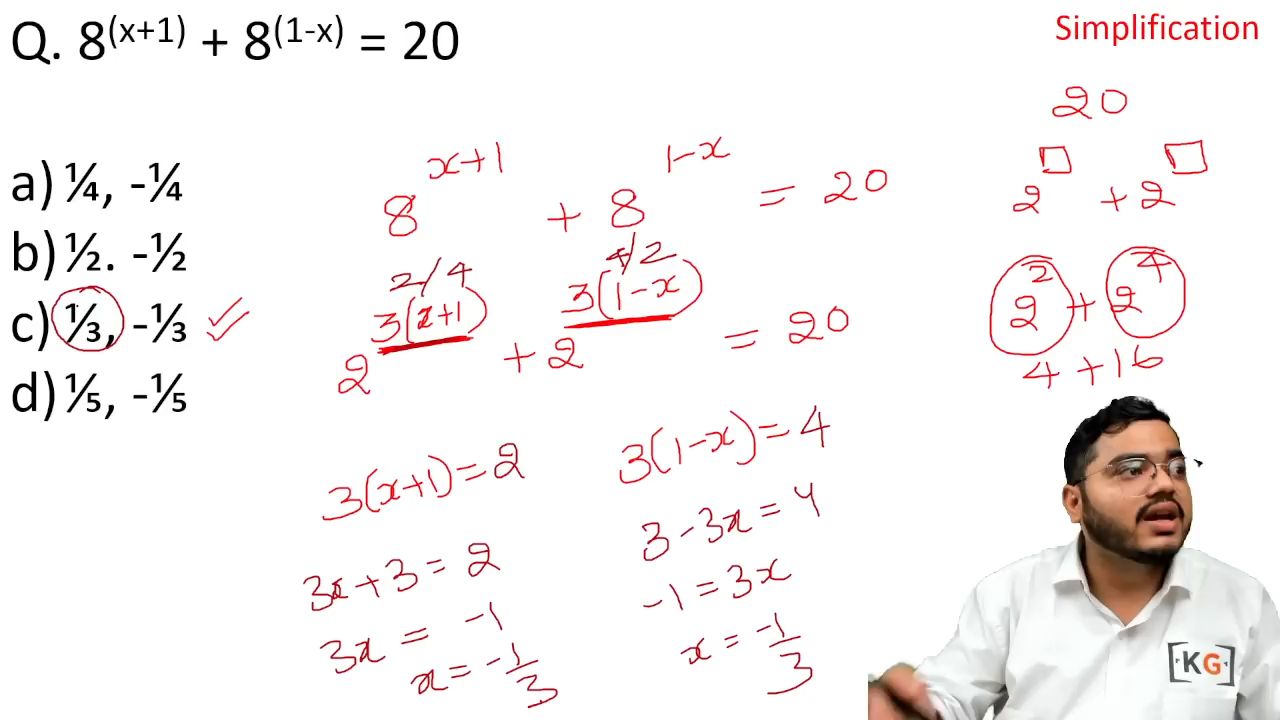 Q. 8^(x+1) + 8^(1-x) = 20
Simplification
a) ¼, -¼
b) ½. -½
c) ⅓, -⅓
d) ⅕, -⅕
8^(x+1) + 8^(1-x) = 20
2/4 4/2
2^(3(x+1)) + 2^(3(1-x)) = 20
3(x+1) = 2
3x + 3 = 2
3x = -1
x = -1/3
3(1-x) = 4
3 - 3x = 4
-1 = 3x
x = -1/3
20
2^□ + 2^□
2^2 + 2^4
4 + 16
[KG]